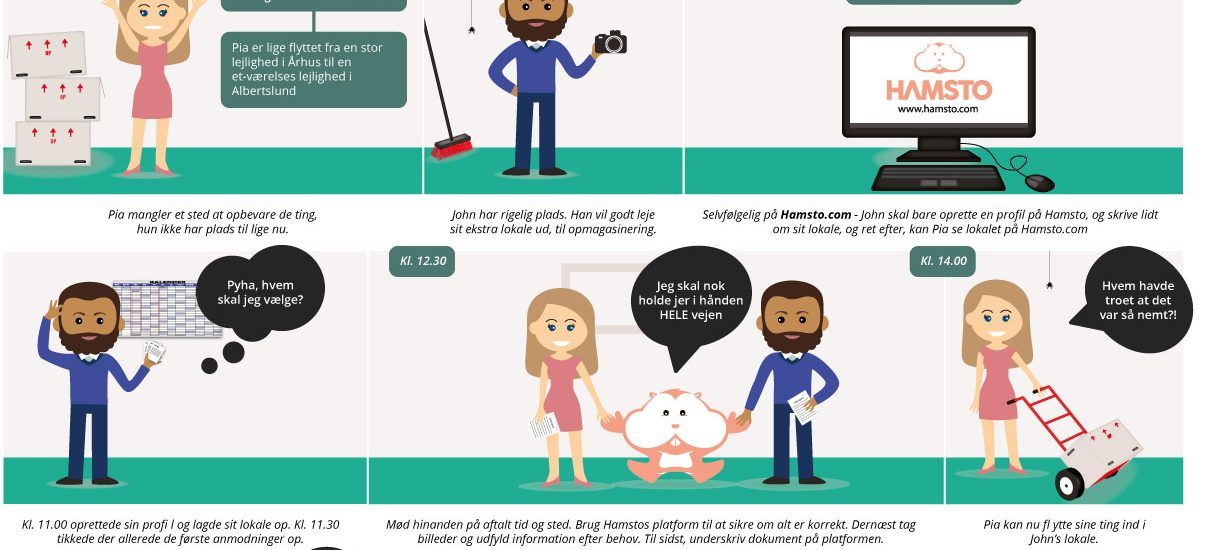 Pia er lige flyttet fra en stor
lejlighed i Århus til en
et-værelses lejlighed i
Albertslund
UP
UP
UP
HAMSTO
www.hamsto.com
Pia mangler et sted at opbevare de ting,
hun ikke har plads til lige nu.
John har rigelig plads. Han vil godt leje
sit ekstra lokale ud, til opmagasinering.
Selvfølgelig på Hamsto.com - John skal bare oprette en profil på Hamsto, og skrive lidt
om sit lokale, og ret efter, kan Pia se lokalet på Hamsto.com
KALENDER
Pyha, hvem
skal jeg vælge?
Kl. 12.30
Jeg skal nok
holde jer i hånden
HELE vejen
Kl. 14.00
Hvem havde
troet at det
var så nemt?!
Kl. 11.00 oprettede sin profi l og lagde sit lokale op. Kl. 11.30
tikkede der allerede de første anmodninger op.
Mød hinanden på aftalt tid og sted. Brug Hamstos platform til at sikre om alt er korrekt. Dernæst tag
billeder og udfyld information efter behov. Til sidst, underskriv dokument på platformen.
Pia kan nu fl ytte sine ting ind i
John's lokale.